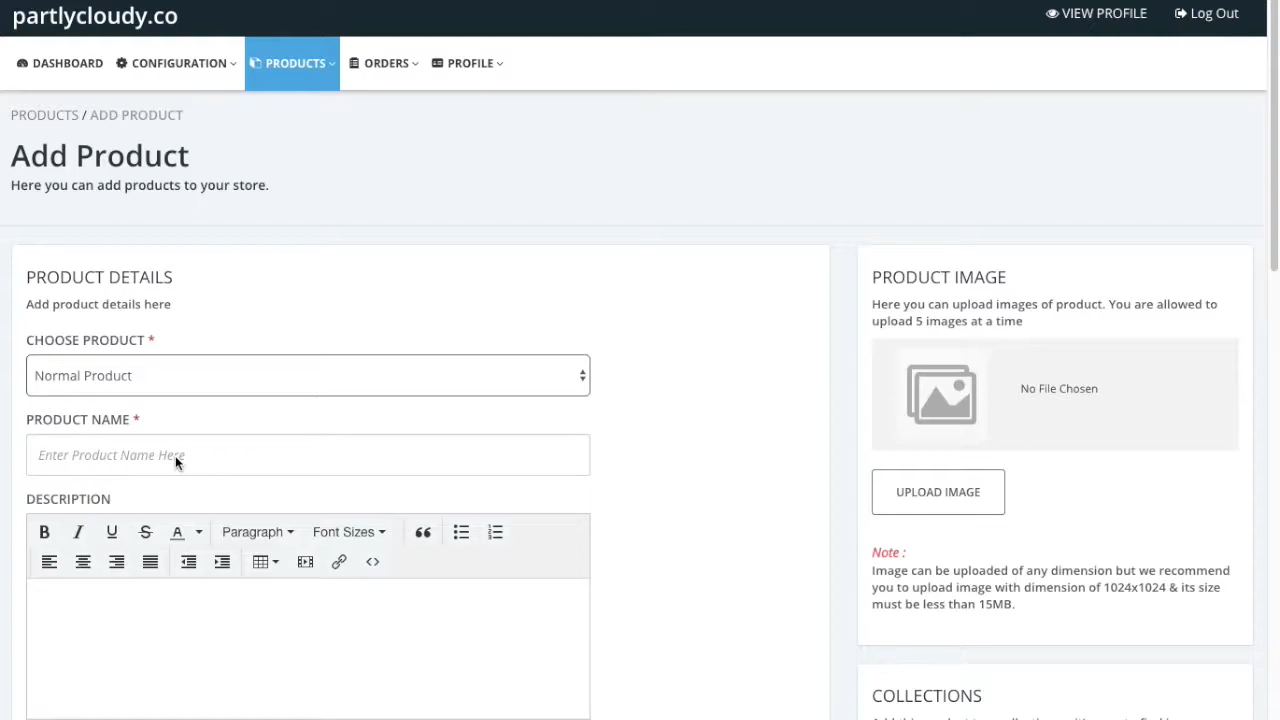 partlycloudy.co
VIEW PROFILE
Log Out
DASHBOARD
CONFIGURATION
PRODUCTS
ORDERS
PROFILE
PRODUCTS / ADD PRODUCT
Add Product
Here you can add products to your store.
PRODUCT DETAILS
Add product details here
CHOOSE PRODUCT *
Normal Product
PRODUCT NAME *
Enter Product Name Here
DESCRIPTION
B I U S A Paragraph Font Sizes
PRODUCT IMAGE
Here you can upload images of product. You are allowed to
upload 5 images at a time
No File Chosen
UPLOAD IMAGE
Note :
Image can be uploaded of any dimension but we recommend
you to upload image with dimension of 1024x1024 & its size
must be less than 15MB.
COLLECTIONS